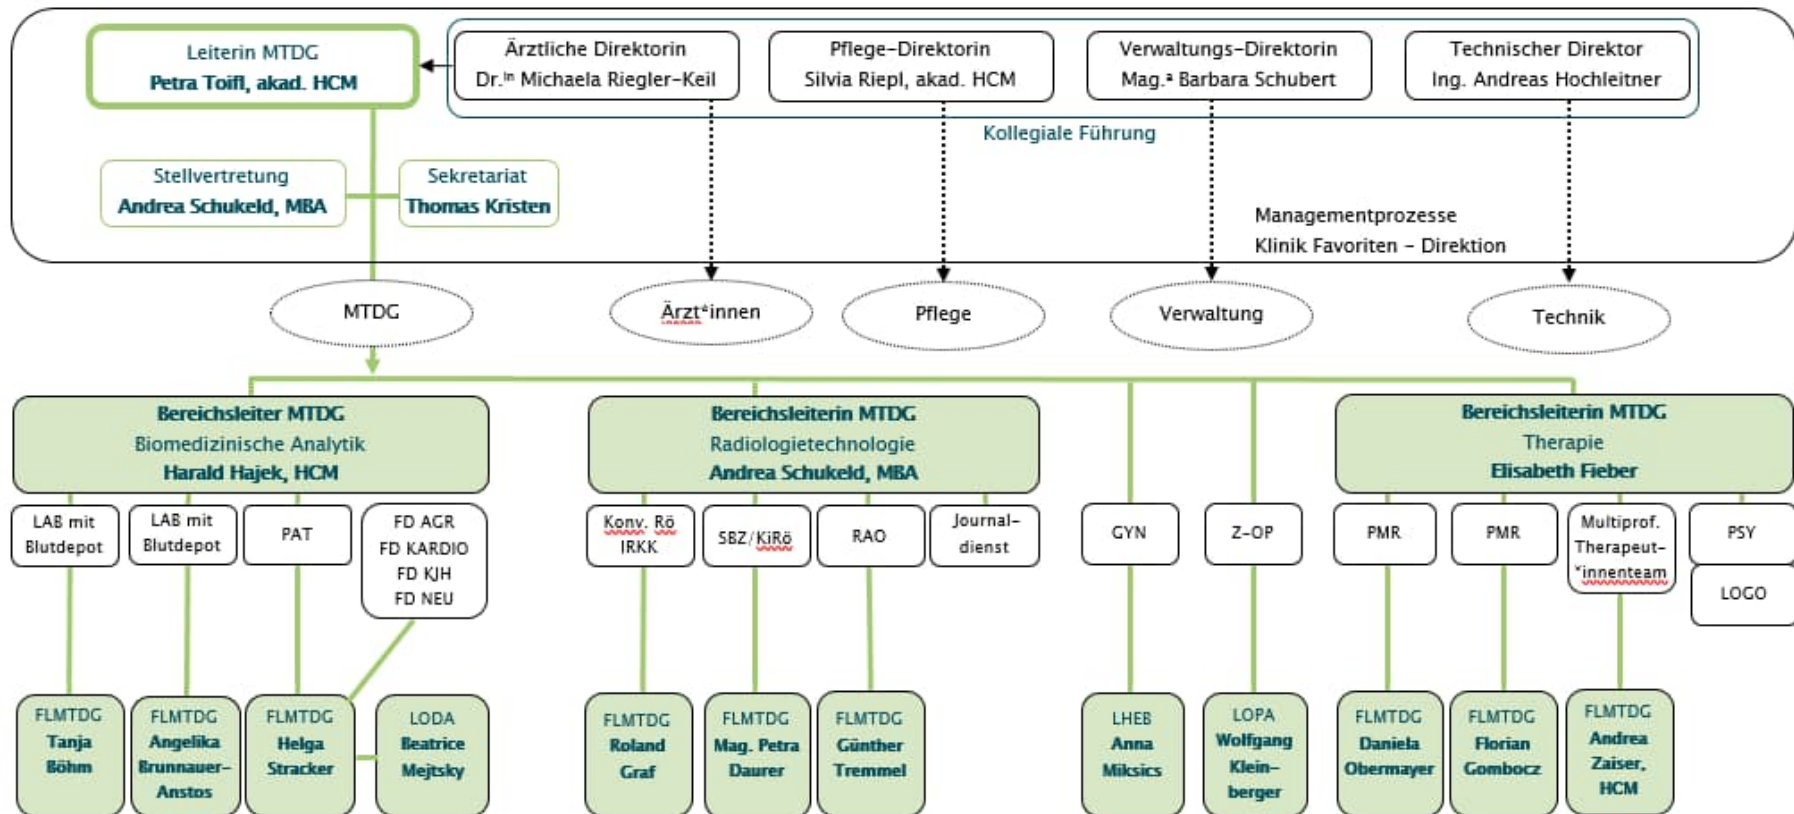 Leiterin MTDG
Petra Toifl, akad. HCM
Ärztliche Direktorin
Dr.ⁱⁿ Michaela Riegler-Keil
Pflege-Direktorin
Silvia Riepl, akad. HCM
Verwaltungs-Direktorin
Mag.ª Barbara Schubert
Technischer Direktor
Ing. Andreas Hochleitner
Kollegiale Führung
Stellvertretung
Andrea Schukeld, MBA
Sekretariat
Thomas Kristen
Managementprozesse
Klinik Favoriten - Direktion
MTDG
Ärzt*innen
Pflege
Verwaltung
Technik
Bereichsleiter MTDG
Biomedizinische Analytik
Harald Hajek, HCM
Bereichsleiterin MTDG
Radiologietechnologie
Andrea Schukeld, MBA
Bereichsleiterin MTDG
Therapie
Elisabeth Fieber
LAB mit
Blutdepot
LAB mit
Blutdepot
PAT
FD AGR
FD KARDIO
FD KJH
FD NEU
Konv. Rö
IRKK
SBZ/KiRö
RAO
Journal-
dienst
GYN
Z-OP
PMR
PMR
Multiprof.
Therapeut-
*innenteam
PSY
LOGO
FLMTDG
Tanja
Böhm
FLMTDG
Angelika
Brunnauer-
Anstos
FLMTDG
Helga
Stracker
LODA
Beatrice
Mejtsky
FLMTDG
Roland
Graf
FLMTDG
Mag. Petra
Daurer
FLMTDG
Günther
Tremmel
LHEB
Anna
Miksics
LOPA
Wolfgang
Klein-
berger
FLMTDG
Daniela
Obermayer
FLMTDG
Florian
Gombocz
FLMTDG
Andrea
Zaiser,
HCM